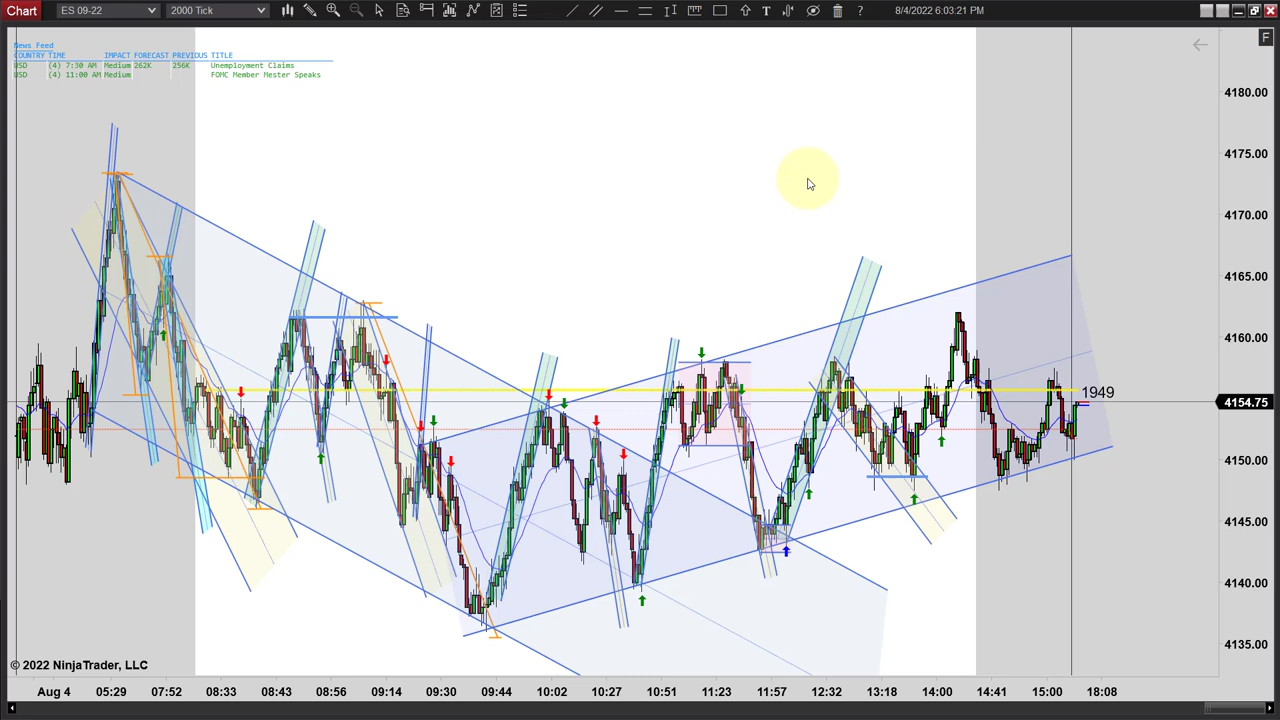 Chart ES 09-22 2000 Tick T ? 8/4/2022 6:03:21 PM
F
News Feed
COUNTRY TIME IMPACT FORECAST PREVIOUS TITLE
USD (4) 7:30 AM Medium 262K 256K Unemployment Claims
USD (4) 11:00 AM Medium FOMC Member Mester Speaks
4180.00
4175.00
4170.00
4165.00
4160.00
1949
4154.75
4150.00
4145.00
4140.00
4135.00
© 2022 NinjaTrader, LLC
Aug 4 05:29 07:52 08:33 08:43 08:56 09:14 09:30 09:44 10:02 10:27 10:51 11:23 11:57 12:32 13:18 14:00 14:41 15:00 18:08